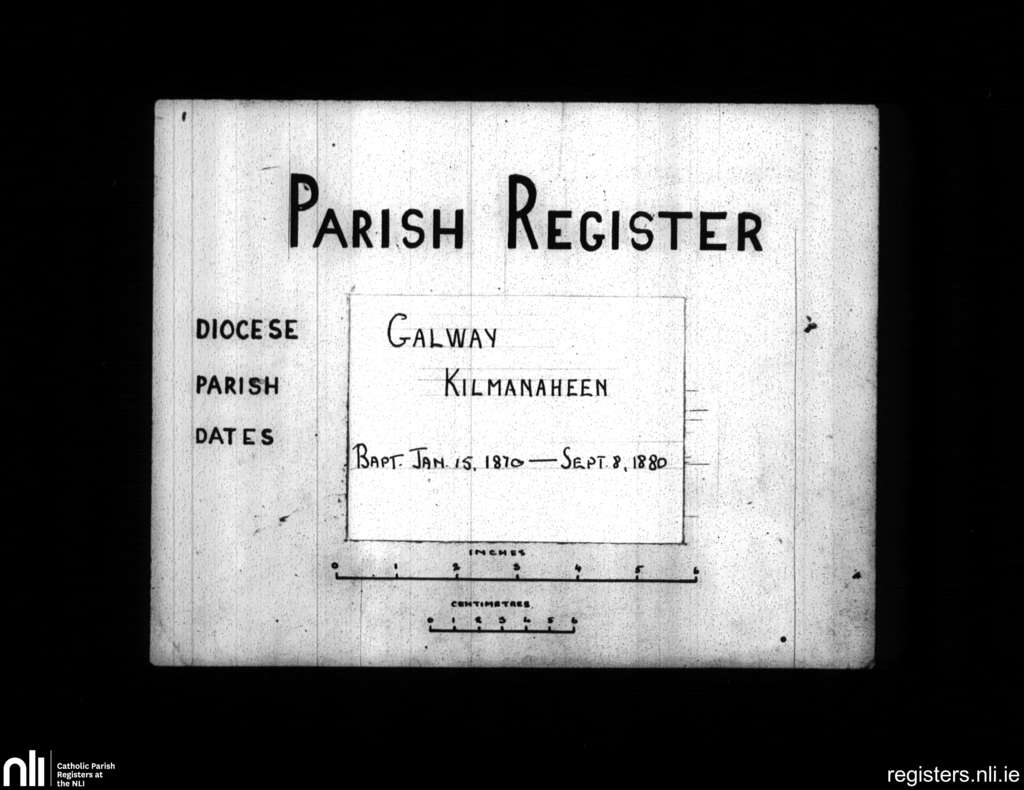 PARISH REGISTER
DIOCESE GALWAY
PARISH KILMANAHEEN
DATES
BAPT. JAN. 15, 1870 — SEPT. 8, 1880
INCHES
0 1 2 3 4 5 6
CENTIMETRES
0 1 2 3 4 5 6
nli Catholic Parish
Registers at
the NLI
registers.nli.ie